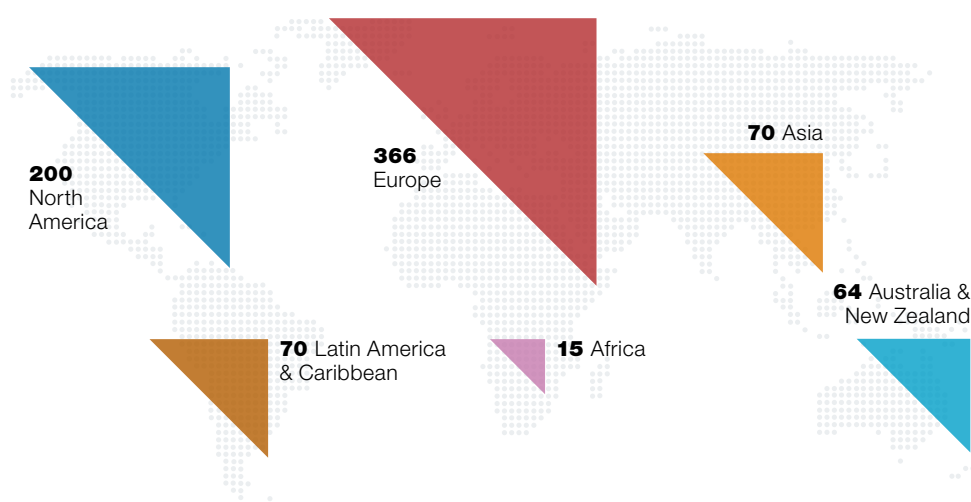 200
North
America
366
Europe
70 Asia
64 Australia &
New Zealand
70 Latin America
& Caribbean
15 Africa